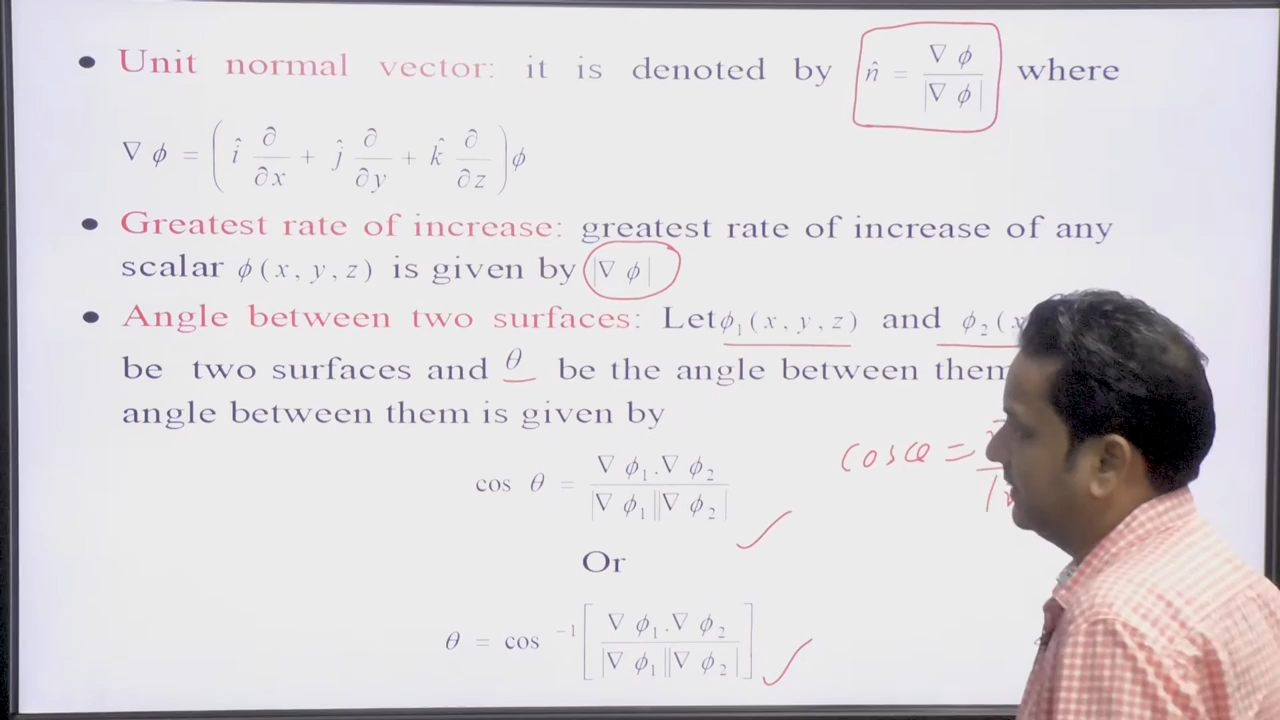 • Unit normal vector: it is denoted by n̂ = ∇ϕ / |∇ϕ| where
∇ϕ = ( î ∂/∂x + ĵ ∂/∂y + k̂ ∂/∂z ) ϕ
• Greatest rate of increase: greatest rate of increase of any
scalar ϕ(x, y, z) is given by |∇ϕ|
• Angle between two surfaces: Let ϕ₁(x, y, z) and ϕ₂(x
be two surfaces and θ be the angle between them
angle between them is given by
cos θ = ∇ϕ₁.∇ϕ₂ / |∇ϕ₁||∇ϕ₂|
cosθ =
Or
θ = cos⁻¹ [ ∇ϕ₁.∇ϕ₂ / |∇ϕ₁||∇ϕ₂| ]